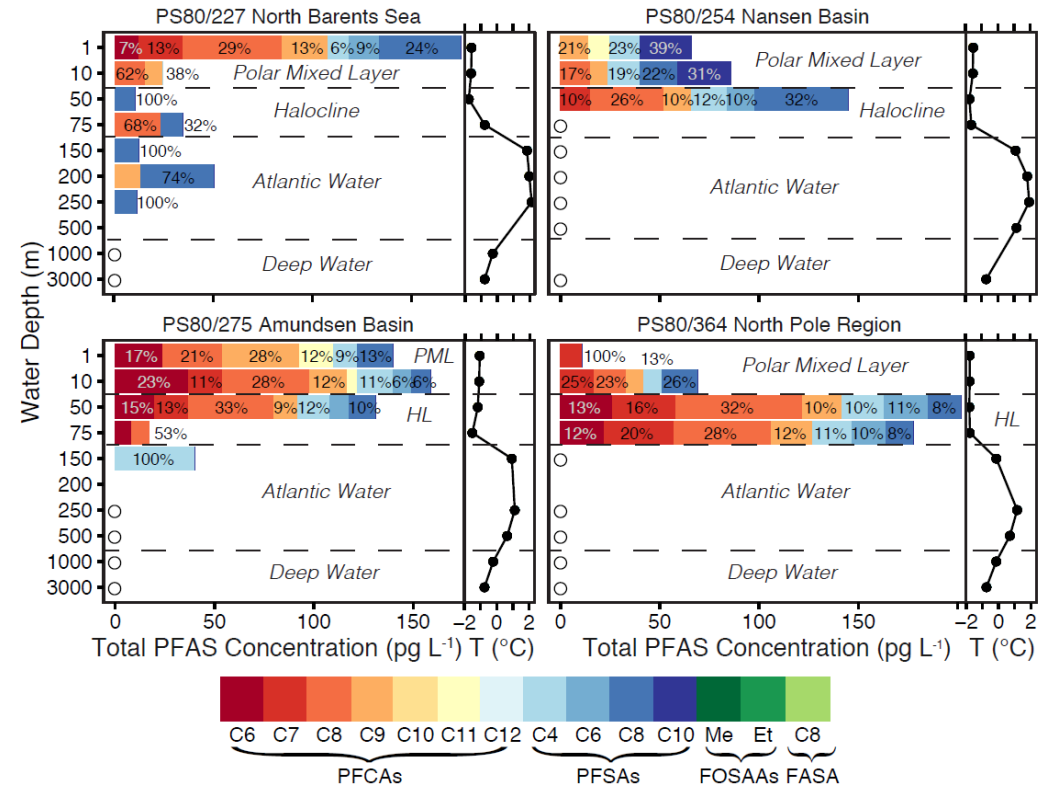 PS80/227 North Barents Sea
PS80/254 Nansen Basin
Water Depth (m)
1 7% 13% 29% 13% 6% 9% 24%
10 62% 38% Polar Mixed Layer
50 100% Halocline
75 68% 32%
150 100%
200 74% Atlantic Water
250 100%
500
1000 Deep Water
3000
21% 23% 39%
17% 19% 22% 31% Polar Mixed Layer
10% 26% 10% 12% 10% 32% Halocline
Atlantic Water
Deep Water
0 50 100 150
-2 0 2
PS80/275 Amundsen Basin
PS80/364 North Pole Region
1 17% 21% 28% 12% 9% 13% PML
10 23% 11% 28% 12% 11% 6% 6%
50 15% 13% 33% 9% 12% 10% HL
75 53%
150 100%
200 Atlantic Water
250
500
1000 Deep Water
3000
100% 13% Polar Mixed Layer
25% 23% 26%
13% 16% 32% 10% 10% 11% 8% HL
12% 20% 28% 12% 11% 10% 8%
Atlantic Water
Deep Water
0 50 100 150 −2 0 2 0 50 100 150 −2 0 2
Total PFAS Concentration (pg L-1) T (°C) Total PFAS Concentration (pg L-1) T (°C)
C6 C7 C8 C9 C10 C11 C12 C4 C6 C8 C10 Me Et C8
PFCAs PFSAs FOSAAs FASA